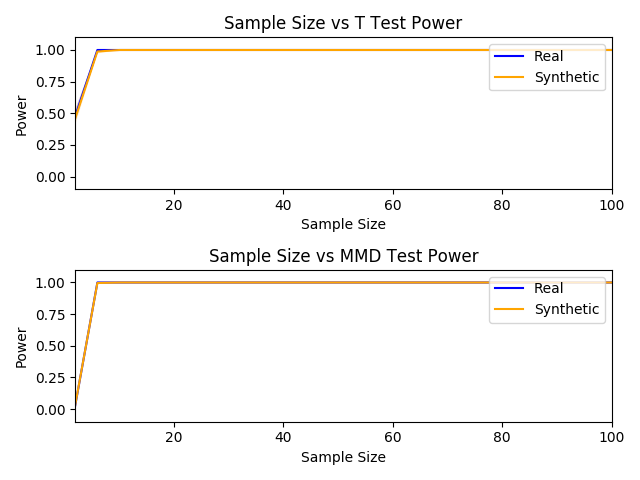 Sample Size vs T Test Power
1.00
0.75
0.50
0.25
0.00
Power
Real
Synthetic
20 40 60 80 100
Sample Size
Sample Size vs MMD Test Power
1.00
0.75
0.50
0.25
0.00
Power
Real
Synthetic
20 40 60 80 100
Sample Size